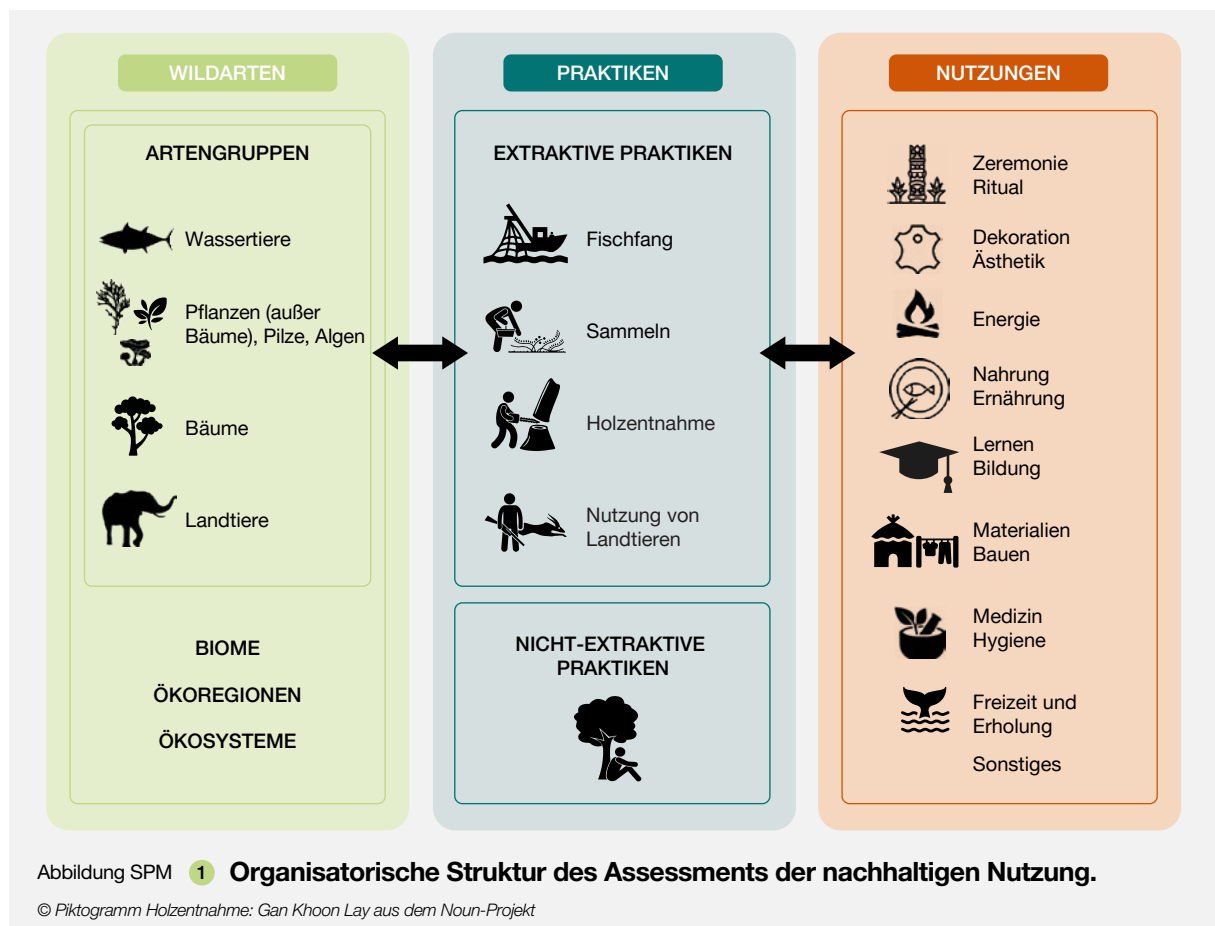 WILDARTEN
ARTENGRUPPEN
Wassertiere
Pflanzen (außer
Bäume), Pilze, Algen
Bäume
Landtiere
BIOME
ÖKOREGIONEN
ÖKOSYSTEME
PRAKTIKEN
EXTRAKTIVE PRAKTIKEN
Fischfang
Sammeln
Holzentnahme
Nutzung von
Landtieren
NICHT-EXTRAKTIVE
PRAKTIKEN
NUTZUNGEN
Zeremonie
Ritual
Dekoration
Ästhetik
Energie
Nahrung
Ernährung
Lernen
Bildung
Materialien
Bauen
Medizin
Hygiene
Freizeit und
Erholung
Sonstiges
Abbildung SPM 1 Organisatorische Struktur des Assessments der nachhaltigen Nutzung.
© Piktogramm Holzentnahme: Gan Khoon Lay aus dem Noun-Projekt